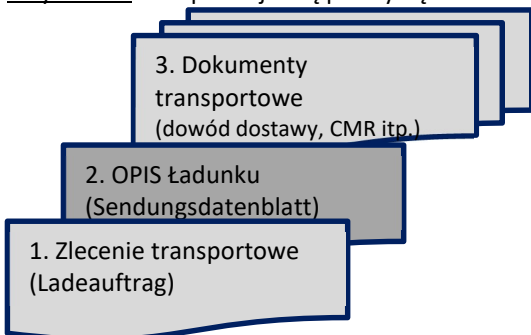 3. Dokumenty
transportowe
(dowód dostawy, CMR itp.)
2. OPIS Ładunku
(Sendungsdatenblatt)
1. Zlecenie transportowe
(Ladeauftrag)